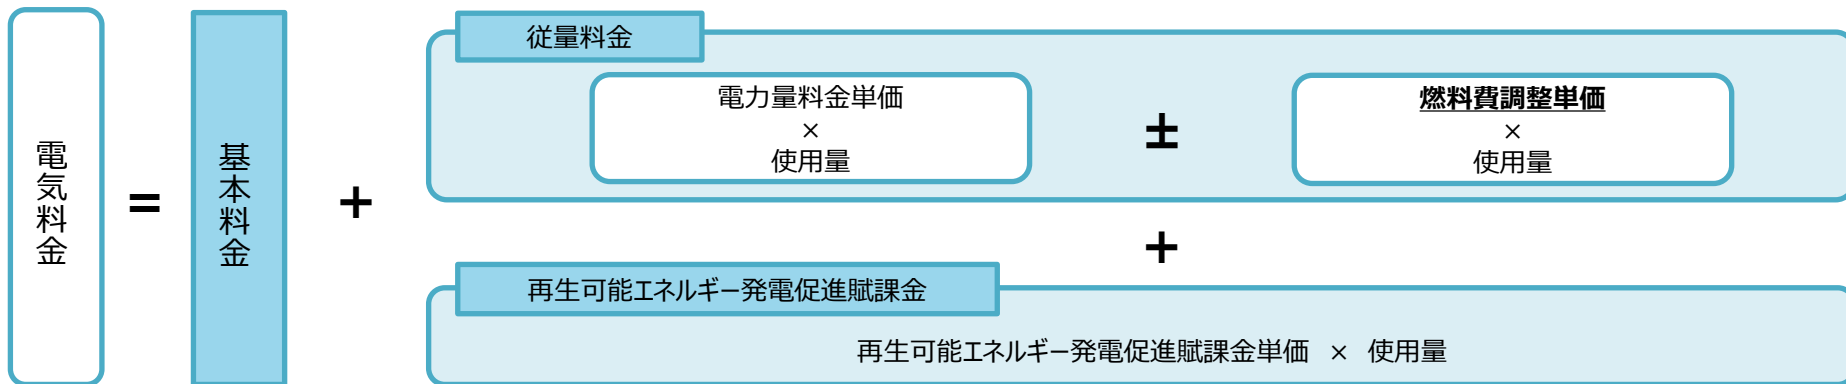 電気料金
=
基本料金
+
従量料金
電力量料金単価
×
使用量
±
燃料費調整単価
×
使用量
+
再生可能エネルギー発電促進賦課金
再生可能エネルギー発電促進賦課金単価 × 使用量